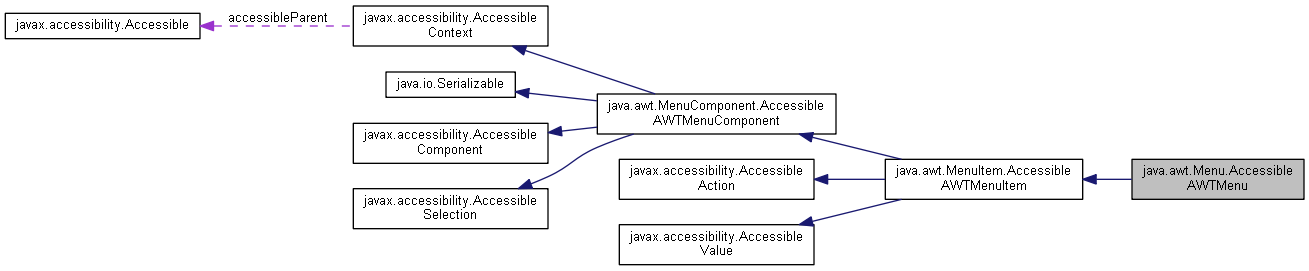 javax.accessibility.Accessible
accessibleParent
javax.accessibility.Accessible
Context
java.io.Serializable
javax.accessibility.Accessible
Component
javax.accessibility.Accessible
Selection
java.awt.MenuComponent.Accessible
AWTMenuComponent
javax.accessibility.Accessible
Action
javax.accessibility.Accessible
Value
java.awt.MenuItem.Accessible
AWTMenuItem
java.awt.Menu.Accessible
AWTMenu